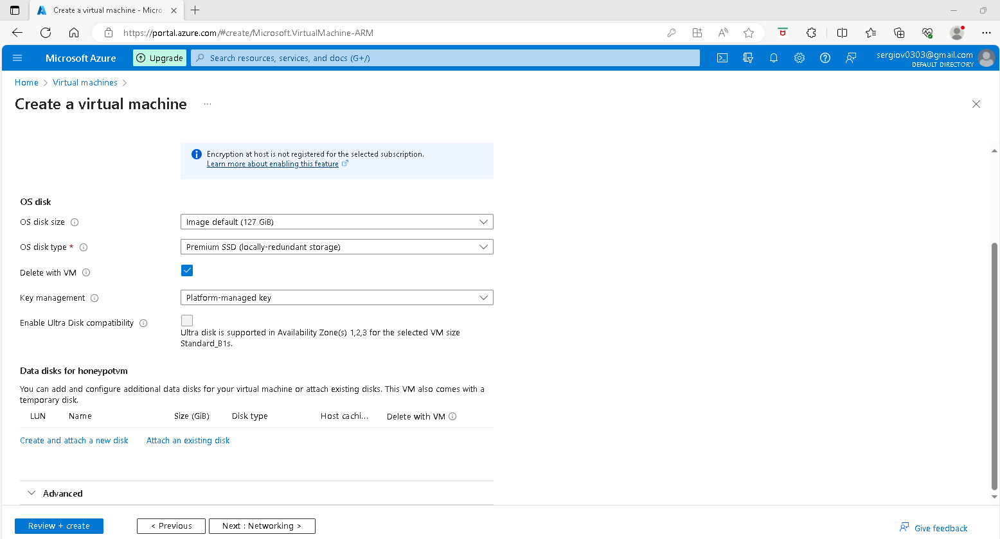 Create a virtual machine - Micros
https://portal.azure.com/#create/Microsoft.VirtualMachine-ARM
Microsoft Azure
Upgrade
Search resources, services, and docs (G+/)
sergiov0303@gmail.com
DEFAULT DIRECTORY
Home > Virtual machines >
Create a virtual machine ...
Encryption at host is not registered for the selected subscription.
Learn more about enabling this feature
OS disk
OS disk size
Image default (127 GiB)
OS disk type *
Premium SSD (locally-redundant storage)
Delete with VM
Key management
Platform-managed key
Enable Ultra Disk compatibility
Ultra disk is supported in Availability Zone(s) 1,2,3 for the selected VM size
Standard_B1s.
Data disks for honeypotvm
You can add and configure additional data disks for your virtual machine or attach existing disks. This VM also comes with a
temporary disk.
LUN Name Size (GiB) Disk type Host cachi... Delete with VM
Create and attach a new disk Attach an existing disk
Advanced
Review + create < Previous Next : Networking > Give feedback